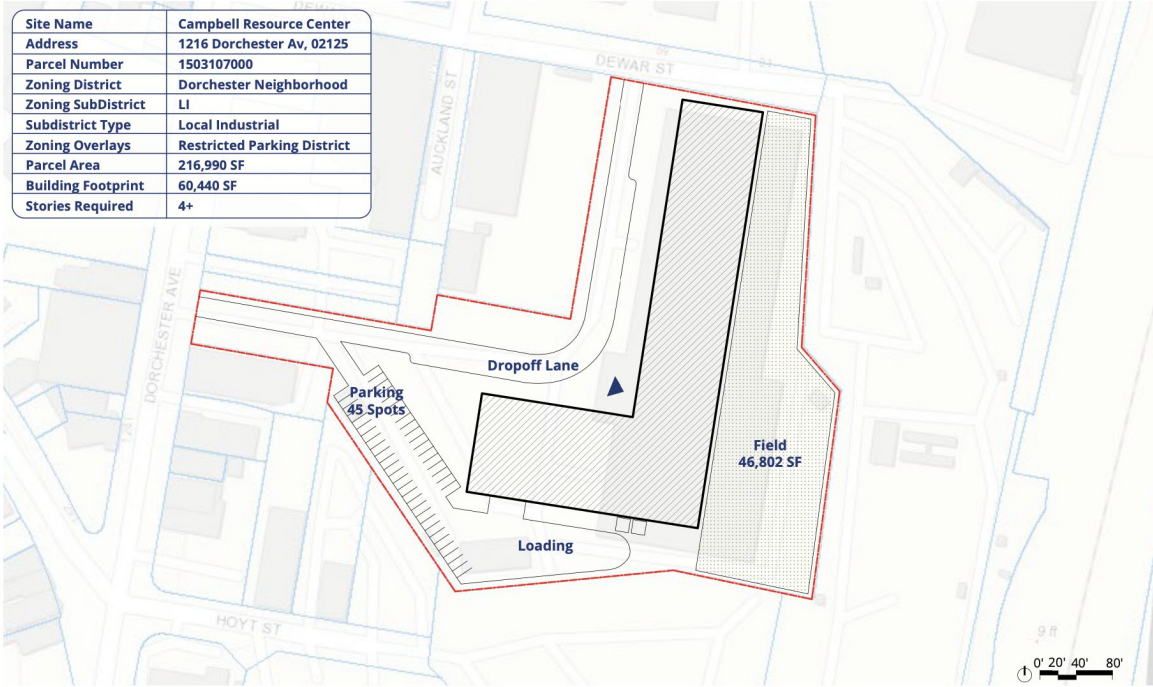 Site Name Campbell Resource Center
Address 1216 Dorchester Av, 02125
Parcel Number 1503107000
Zoning District Dorchester Neighborhood
Zoning SubDistrict LI
Subdistrict Type Local Industrial
Zoning Overlays Restricted Parking District
Parcel Area 216,990 SF
Building Footprint 60,440 SF
Stories Required 4+
DEWAR ST
AUCKLAND ST
DORCHESTER AVE
Dropoff Lane
Parking
45 Spots
Field
46,802 SF
Loading
HOYT ST
9 ft
0' 20' 40' 80'